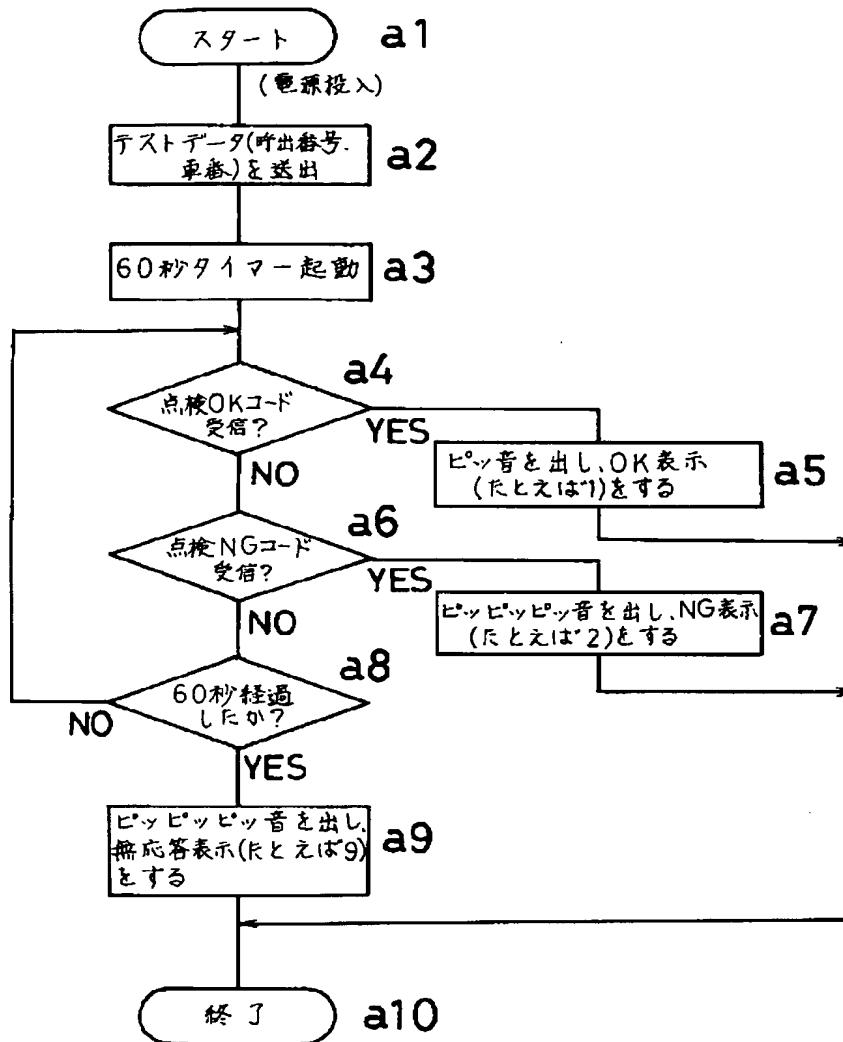 スタート
a1
(電源投入)
テストデータ(呼出番号、
車番)を送出
a2
60秒タイマー起動
a3
a4
点検OKコード
受信?
YES
NO
ピッ音を出し、OK表示
(たとえば1)をする
a5
a6
点検NGコード
受信?
YES
NO
ピッピッピッ音を出し、NG表示
(たとえば2)をする
a7
a8
60秒経過
したか?
NO
YES
ピッピッピッ音を出し、
無応答表示(たとえば9)
をする
a9
終了
a10